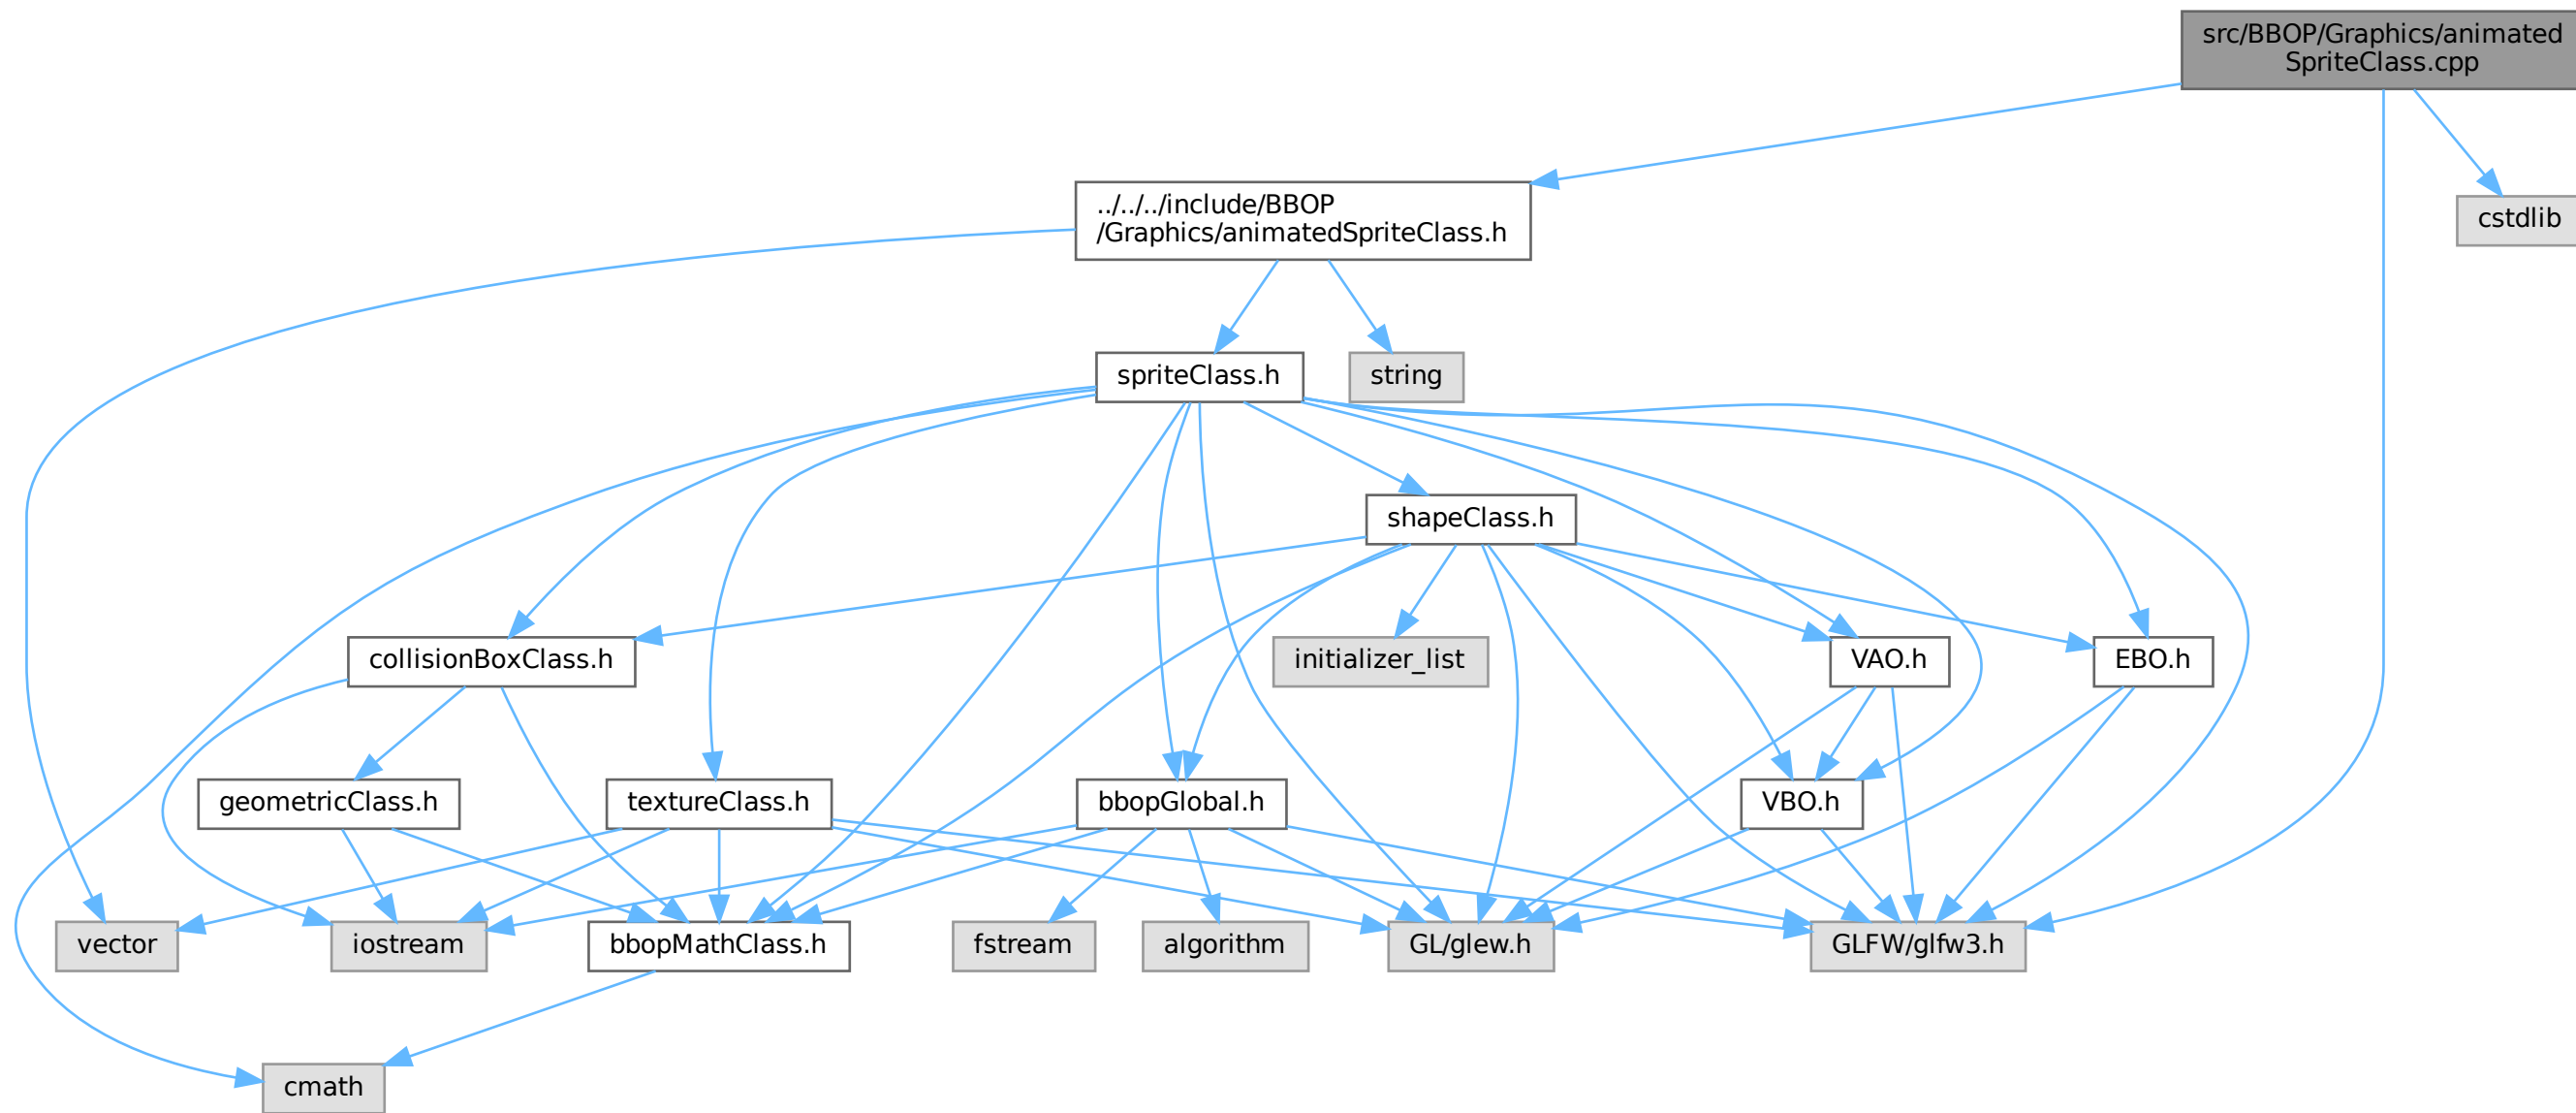 src/BBOP/Graphics/animated
SpriteClass.cpp
../../../include/BBOP
/Graphics/animatedSpriteClass.h
cstdlib
spriteClass.h
string
shapeClass.h
collisionBoxClass.h
initializer_list
VAO.h
EBO.h
geometricClass.h
textureClass.h
bbopGlobal.h
VBO.h
vector
iostream
bbopMathClass.h
fstream
algorithm
GL/glew.h
GLFW/glfw3.h
cmath